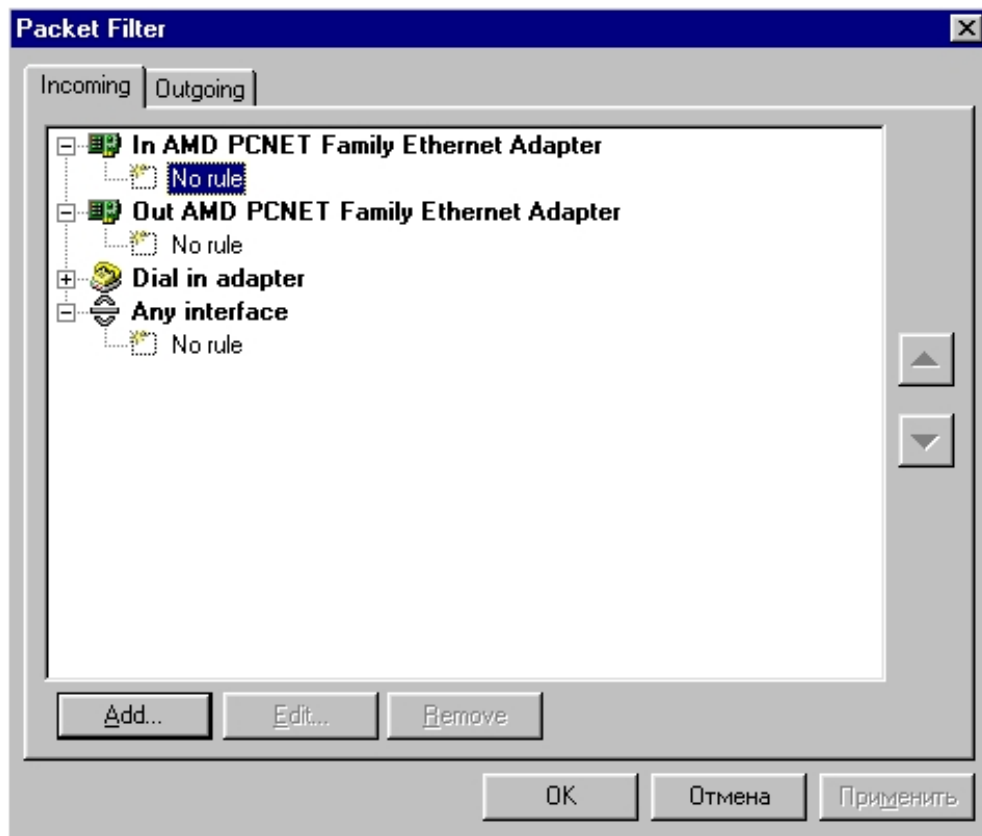 Packet Filter
Incoming
Outgoing
In AMD PCNET Family Ethernet Adapter
No rule
Out AMD PCNET Family Ethernet Adapter
No rule
Dial in adapter
Any interface
No rule
Add...
Edit...
Remove
OK
Отмена
Применить